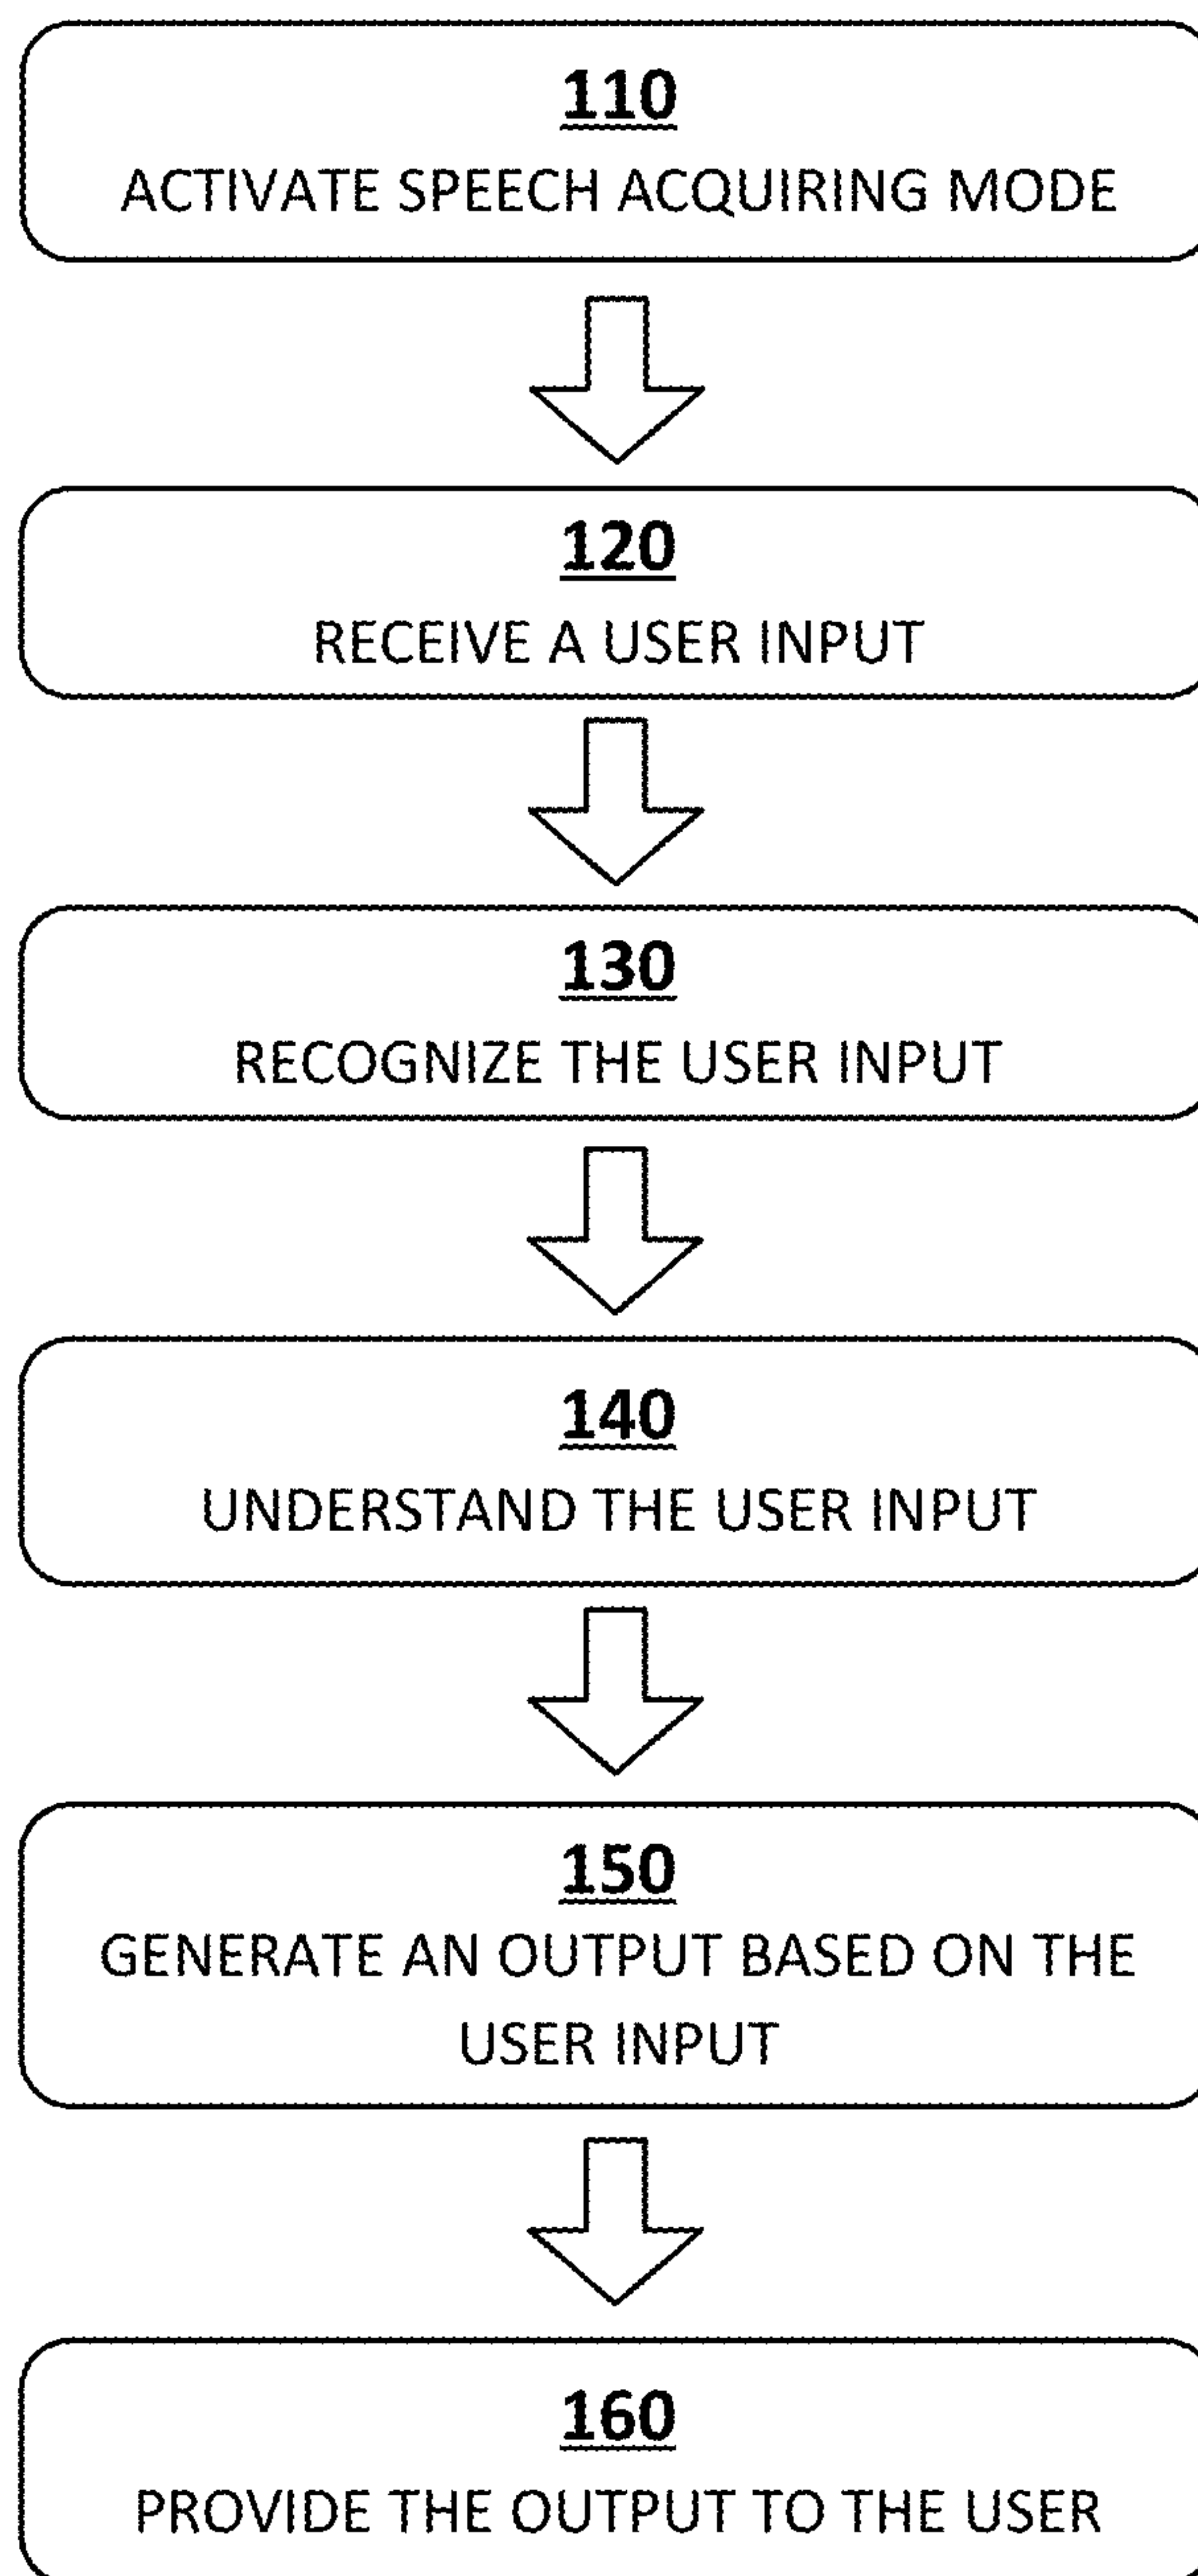 110
ACTIVATE SPEECH ACQUIRING MODE
120
RECEIVE A USER INPUT
130
RECOGNIZE THE USER INPUT
140
UNDERSTAND THE USER INPUT
150
GENERATE AN OUTPUT BASED ON THE
USER INPUT
160
PROVIDE THE OUTPUT TO THE USER